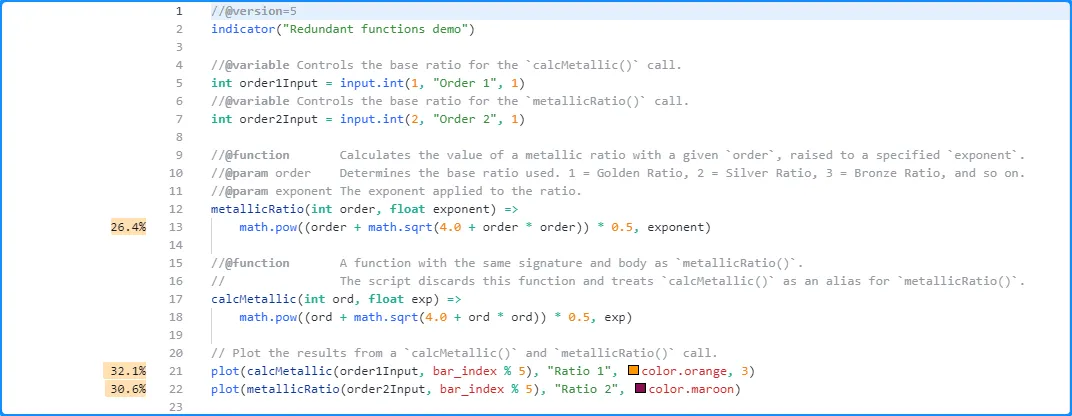 1 //@version=5
2 indicator("Redundant functions demo")
3
4 //@variable Controls the base ratio for the `calcMetallic()` call.
5 int order1Input = input.int(1, "Order 1", 1)
6 //@variable Controls the base ratio for the `metallicRatio()` call.
7 int order2Input = input.int(2, "Order 2", 1)
8
9 //@function       Calculates the value of a metallic ratio with a given `order`, raised to a specified `exponent`.
10 //@param order    Determines the base ratio used. 1 = Golden Ratio, 2 = Silver Ratio, 3 = Bronze Ratio, and so on.
11 //@param exponent The exponent applied to the ratio.
12 metallicRatio(int order, float exponent) =>
26.4% 13     math.pow((order + math.sqrt(4.0 + order * order)) * 0.5, exponent)
14
15 //@function       A function with the same signature and body as `metallicRatio()`.
16 //                The script discards this function and treats `calcMetallic()` as an alias for `metallicRatio()`.
17 calcMetallic(int ord, float exp) =>
18     math.pow((ord + math.sqrt(4.0 + ord * ord)) * 0.5, exp)
19
20 // Plot the results from a `calcMetallic()` and `metallicRatio()` call.
32.1% 21 plot(calcMetallic(order1Input, bar_index % 5), "Ratio 1", color.orange, 3)
30.6% 22 plot(metallicRatio(order2Input, bar_index % 5), "Ratio 2", color.maroon)
23